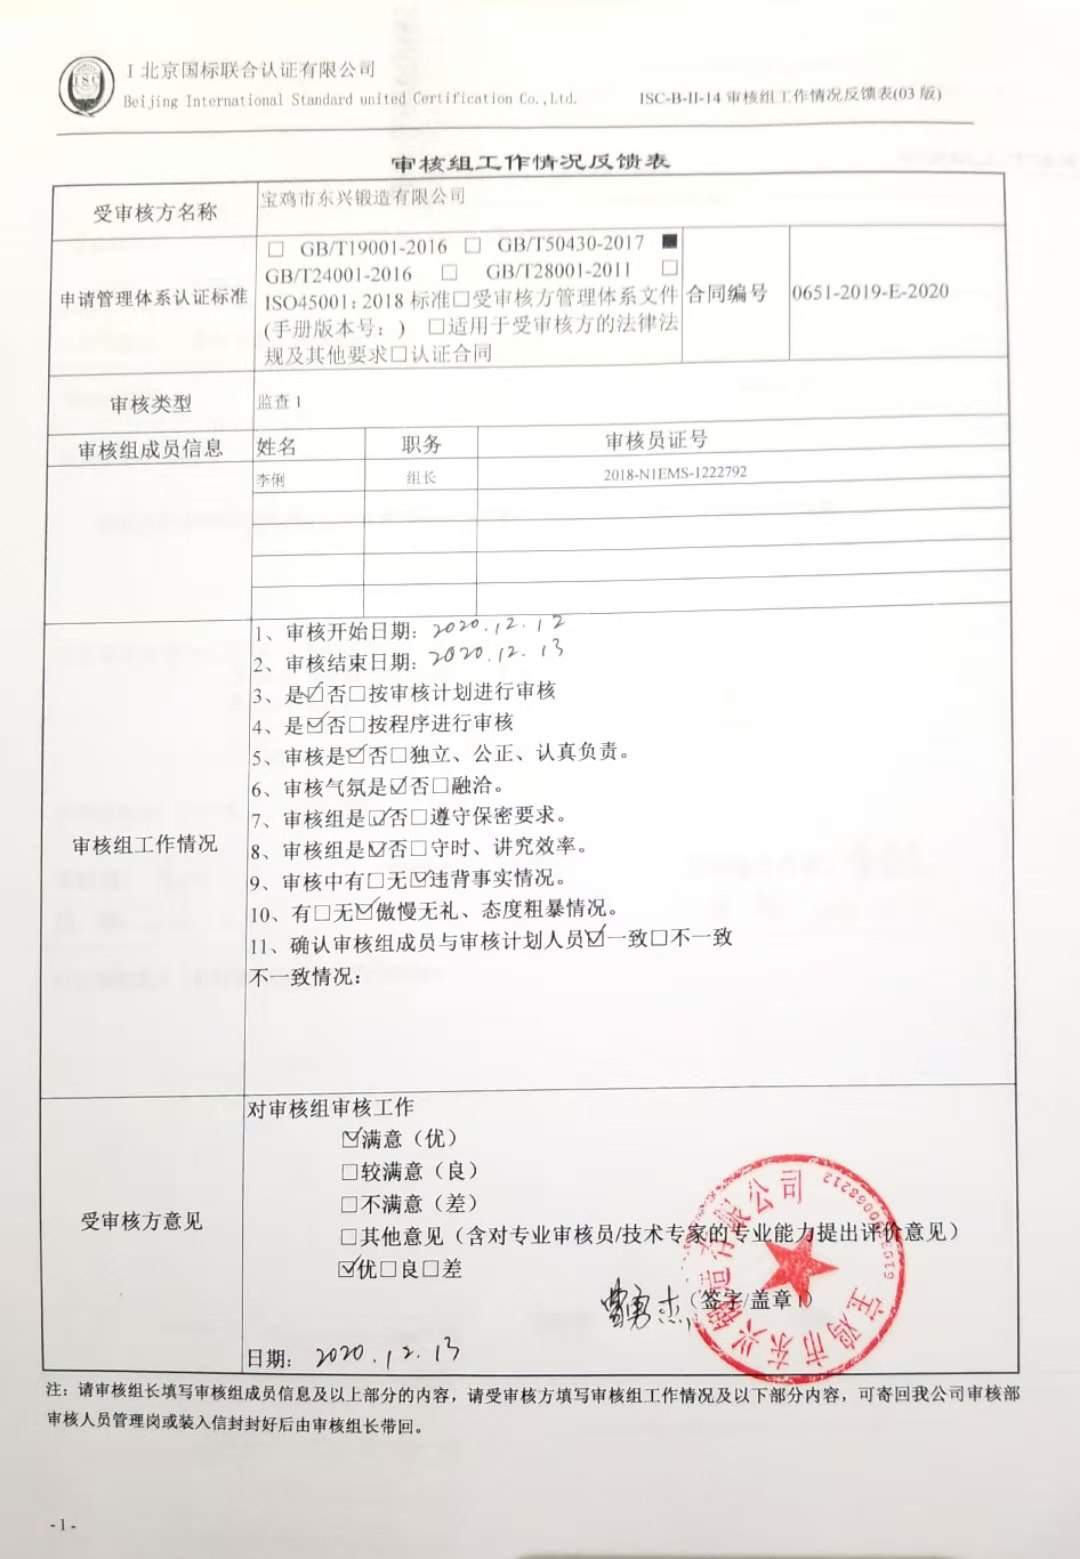 I 北京国标联合认证有限公司
Beijing International Standard united Certification Co.,Ltd.
ISC-B-II-14 审核组工作情况反馈表(03 版)
ISC
审核组工作情况反馈表
受审核方名称
宝鸡市东兴锻造有限公司
申请管理体系认证标准
□ GB/T19001-2016 □ GB/T50430-2017 ■
GB/T24001-2016 □ GB/T28001-2011 □
ISO45001: 2018 标准□受审核方管理体系文件
(手册版本号: ) □适用于受审核方的法律法
规及其他要求□认证合同
合同编号
0651-2019-E-2020
审核类型
监查 1
审核组成员信息
姓名 职务 审核员证号
李俐 组长 2018-N1EMS-1222792
审核组工作情况
1、审核开始日期: 2020.12.12
2、审核结束日期: 2020.12.13
3、是☑否□按审核计划进行审核
4、是☑否□按程序进行审核
5、审核是☑否□独立、公正、认真负责。
6、审核气氛是☑否□融洽。
7、审核组是☑否□遵守保密要求。
8、审核组是☑否□守时、讲究效率。
9、审核中有□无☑违背事实情况。
10、有□无☑傲慢无礼、态度粗暴情况。
11、确认审核组成员与审核计划人员☑一致□不一致
不一致情况:
受审核方意见
对审核组审核工作
☑满意（优）
□较满意（良）
□不满意（差）
□其他意见（含对专业审核员/技术专家的专业能力提出评价意见）
☑优□良□差
曹勇杰（签字/盖章）
宝鸡市东兴锻造有限公司
日期: 2020.12.13
注: 请审核组长填写审核组成员信息及以上部分的内容，请受审核方填写审核组工作情况及以下部分内容，可寄回我公司审核部
审核人员管理岗或装入信封封好后由审核组长带回。
- 1 -